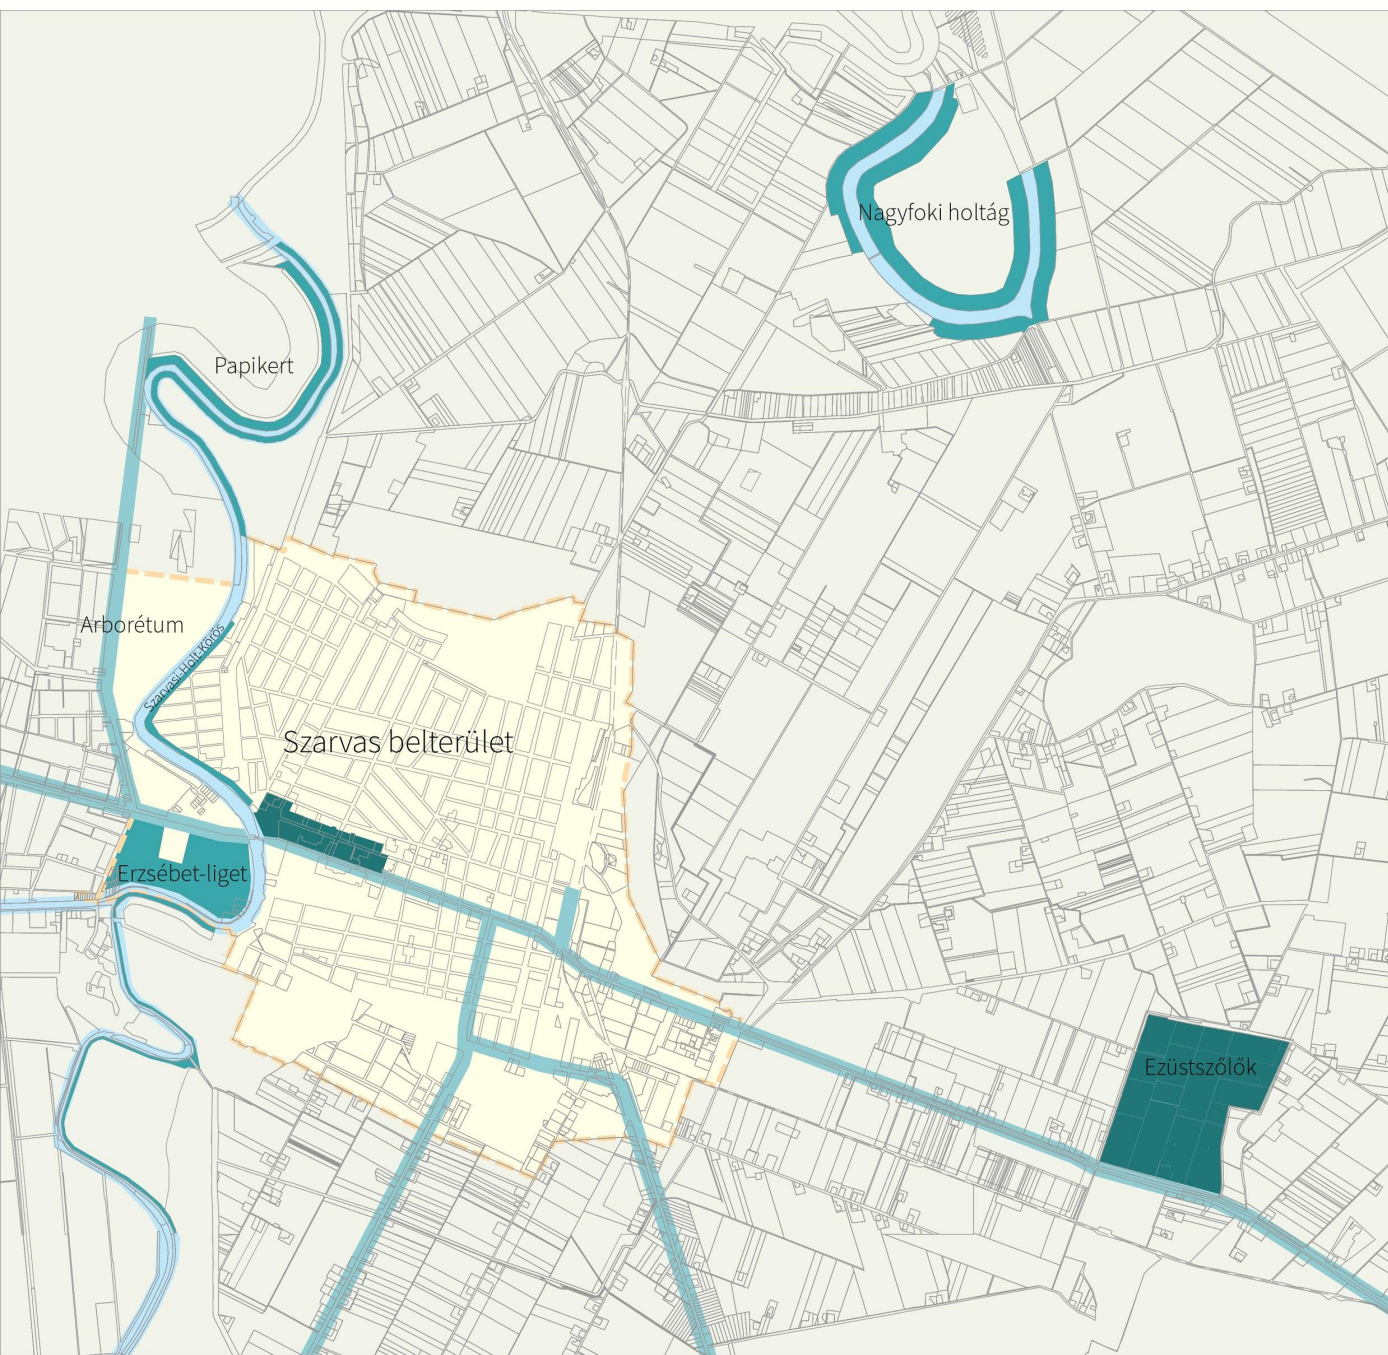 Nagyfoki holtág
Papikert
Arborétum
Szarvasi-Holt-Körös
Szarvas belterület
Erzsébet-liget
Ezüstszőlők